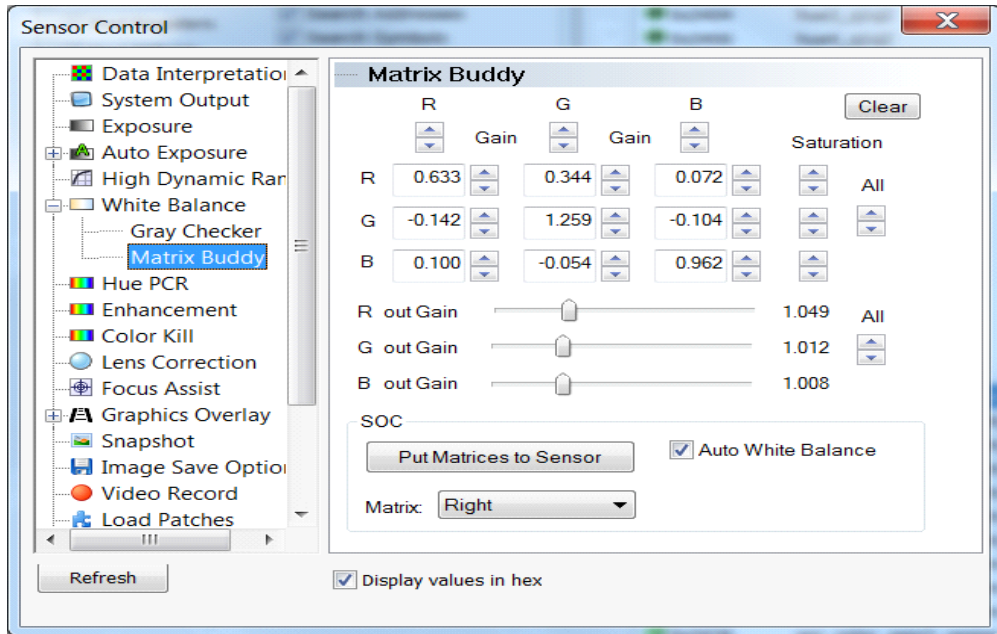 Sensor Control
Data Interpretation
System Output
Exposure
Auto Exposure
High Dynamic Ran
White Balance
Gray Checker
Matrix Buddy
Hue PCR
Enhancement
Color Kill
Lens Correction
Focus Assist
Graphics Overlay
Snapshot
Image Save Option
Video Record
Load Patches
Refresh
Matrix Buddy
R G B Clear
Gain Gain Saturation
R 0.633 0.344 0.072 All
G -0.142 1.259 -0.104
B 0.100 -0.054 0.962
R out Gain 1.049 All
G out Gain 1.012
B out Gain 1.008
SOC
Put Matrices to Sensor Auto White Balance
Matrix: Right
Display values in hex